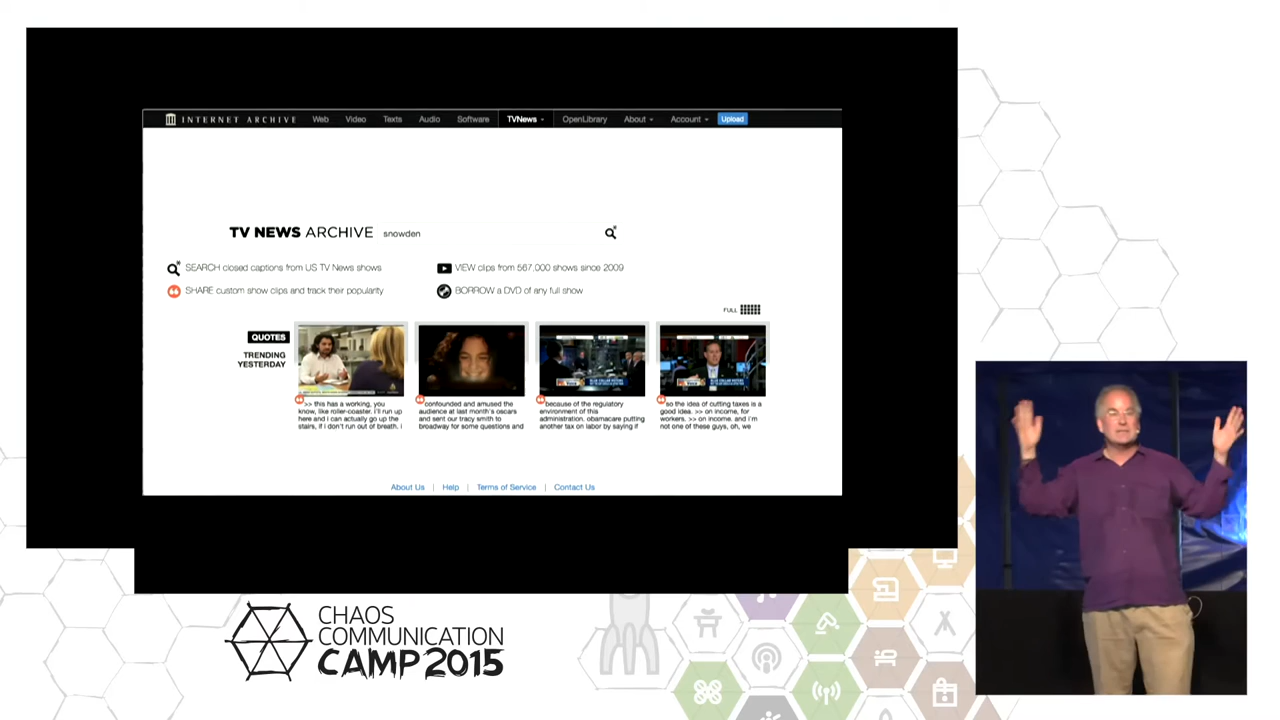 INTERNET ARCHIVE Web Video Texts Audio Software TVNews OpenLibrary About Account Upload
TV NEWS ARCHIVE snowden
SEARCH closed captions from US TV News shows
VIEW clips from 567,000 shows since 2009
SHARE custom show clips and track their popularity
BORROW a DVD of any full show
FULL
QUOTES
TRENDING
YESTERDAY
>> this has a working, you
know, like roller-coaster, i'll run up
here and i can actually go up the
stairs, if i don't run out of breath, i
confounded and amused the
audience at last month's oscars
and sent our tracy smith to
broadway for some questions and
because of the regulatory
environment of this
administration, obamacare putting
another tax on labor by saying if
so the idea of cutting taxes is a
good idea. >> on income, for
workers. >> on income, and i'm
not one of these guys, oh, we
About Us | Help | Terms of Service | Contact Us
CHAOS
COMMUNICATION
CAMP 2015